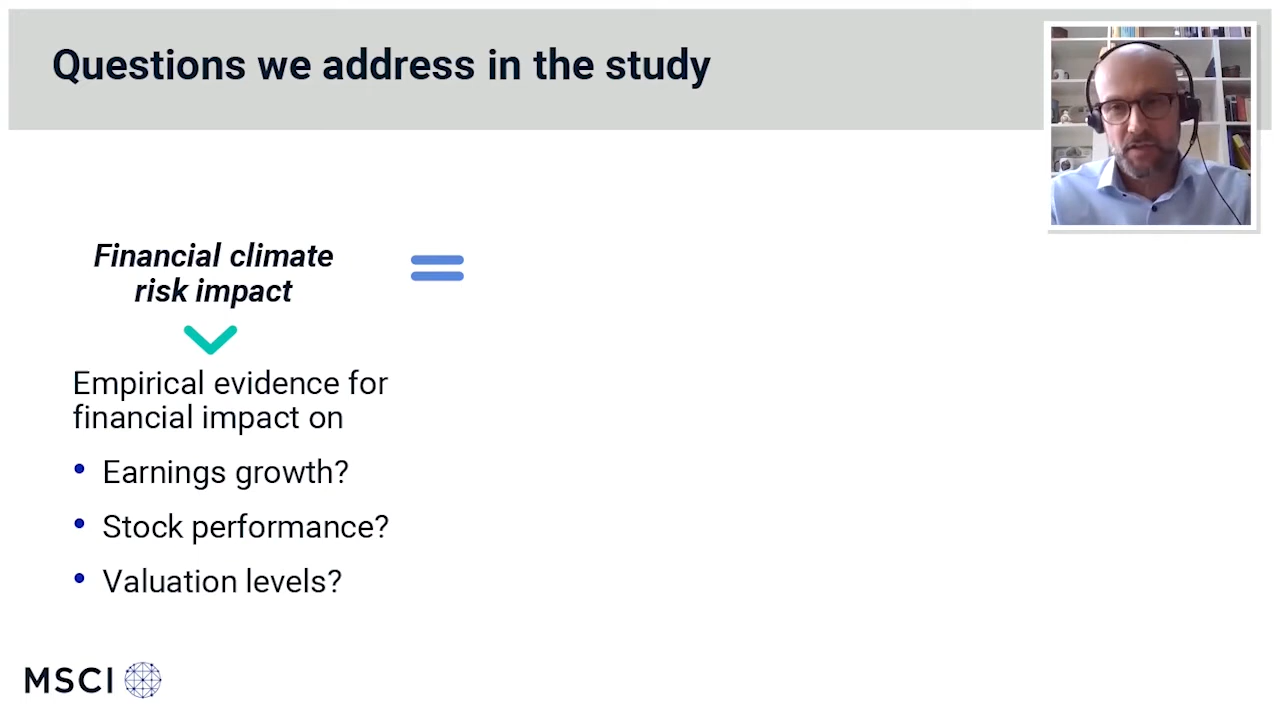 Questions we address in the study
Financial climate
risk impact
Empirical evidence for
financial impact on
• Earnings growth?
• Stock performance?
• Valuation levels?
MSCI